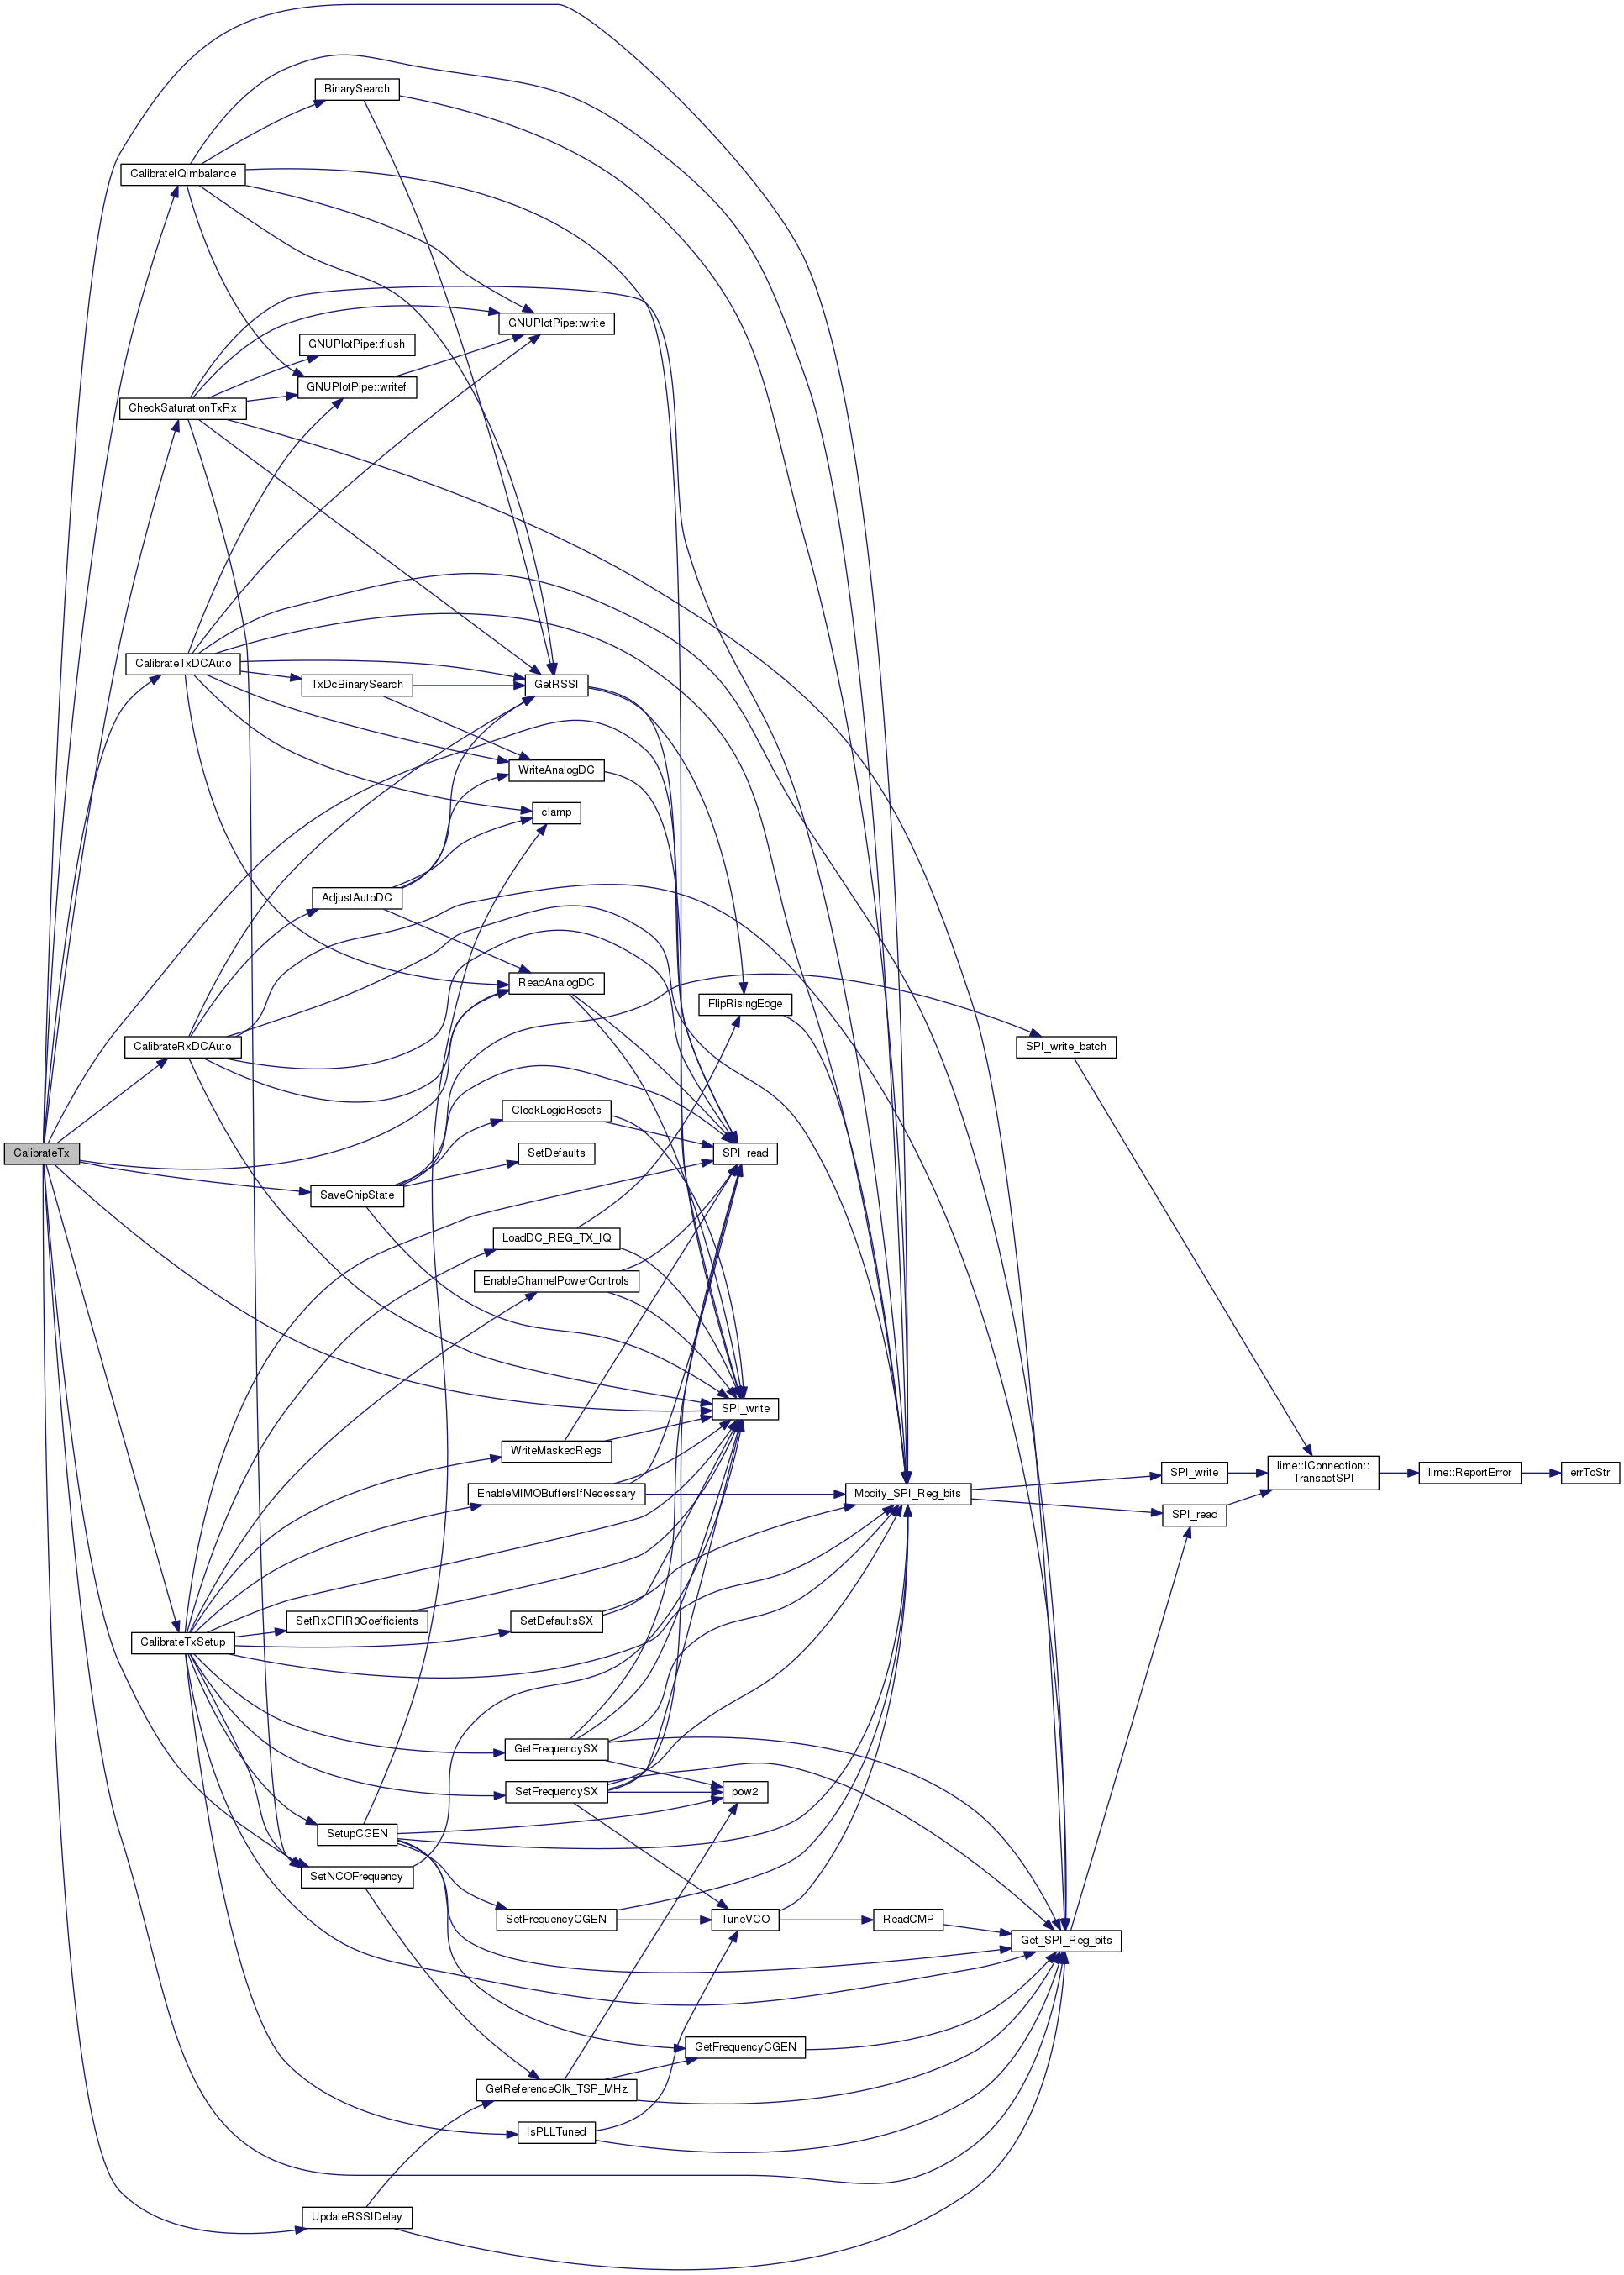 BinarySearch
CalibrateIQImbalance
GNUPlotPipe::write
GNUPlotPipe::flush
GNUPlotPipe::writef
CheckSaturationTxRx
CalibrateTxDCAuto
TxDcBinarySearch
GetRSSI
WriteAnalogDC
clamp
AdjustAutoDC
ReadAnalogDC
FlipRisingEdge
CalibrateRxDCAuto
SPI_write_batch
ClockLogicResets
CalibrateTx
SetDefaults
SPI_read
SaveChipState
LoadDC_REG_TX_IQ
EnableChannelPowerControls
SPI_write
WriteMaskedRegs
EnableMIMOBuffersIfNecessary
Modify_SPI_Reg_bits
SPI_write
lime::IConnection::
TransactSPI
lime::ReportError
errToStr
SPI_read
SetRxGFIR3Coefficients
SetDefaultsSX
CalibrateTxSetup
GetFrequencySX
SetFrequencySX
pow2
SetupCGEN
SetNCOFrequency
SetFrequencyCGEN
TuneVCO
ReadCMP
Get_SPI_Reg_bits
GetFrequencyCGEN
GetReferenceClk_TSP_MHz
IsPLLTuned
UpdateRSSIDelay